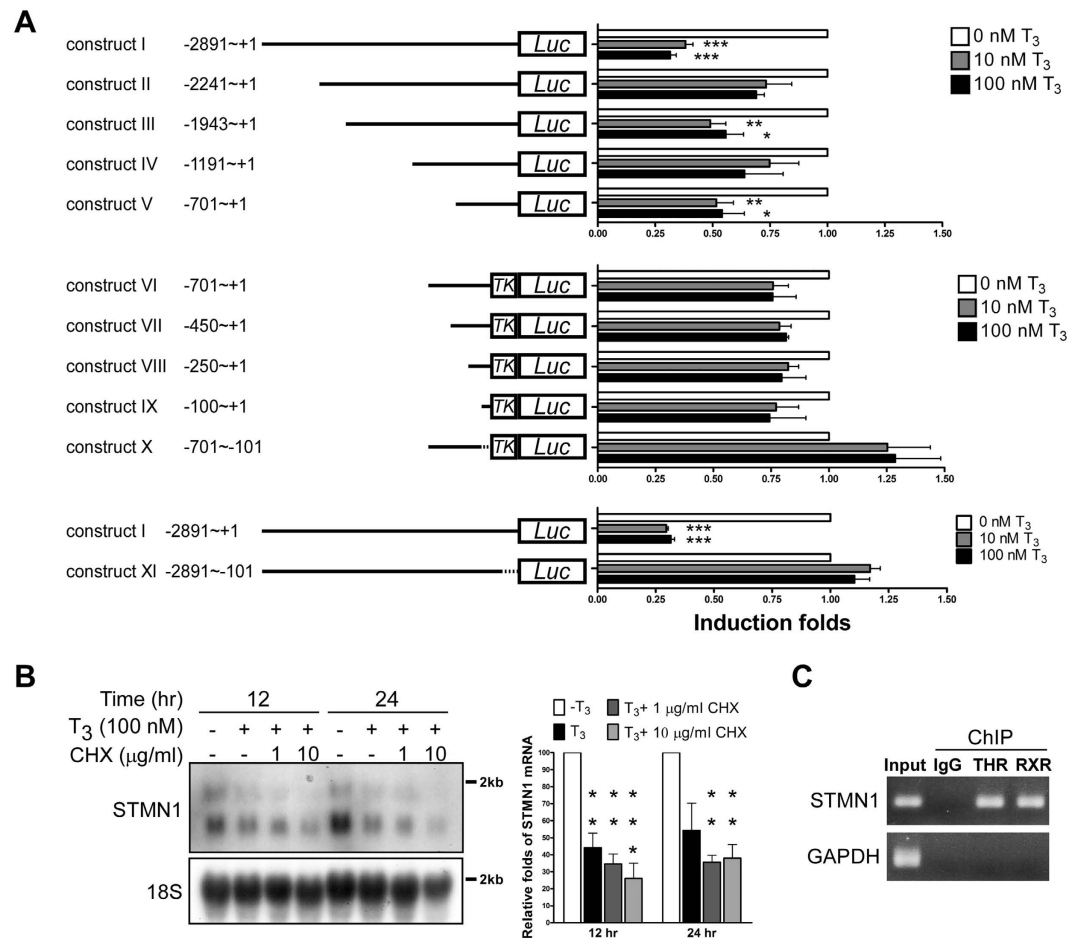 A
construct I -2891~+1 Luc *** ***
construct II -2241~+1 Luc
construct III -1943~+1 Luc ** *
construct IV -1191~+1 Luc
construct V -701~+1 Luc ** *
0 nM T3
10 nM T3
100 nM T3
0.00 0.25 0.50 0.75 1.00 1.25 1.50
construct VI -701~+1 TK Luc
construct VII -450~+1 TK Luc
construct VIII -250~+1 TK Luc
construct IX -100~+1 TK Luc
construct X -701~-101 TK Luc
0 nM T3
10 nM T3
100 nM T3
0.00 0.25 0.50 0.75 1.00 1.25 1.50
construct I -2891~+1 Luc *** ***
construct XI -2891~-101 Luc
0 nM T3
10 nM T3
100 nM T3
0.00 0.25 0.50 0.75 1.00 1.25 1.50
Induction folds
B
Time (hr) 12 24
T3 (100 nM) - + + + - + + +
CHX (µg/ml) - - 1 10 - - 1 10
STMN1
2kb
18S
2kb
-T3 T3+ 1 µg/ml CHX
T3 T3+ 10 µg/ml CHX
Relative folds of STMN1 mRNA
100
90
80
70
60
50
40
30
20
10
0
* * * * *
* * * * *
*
12 hr 24 hr
C
ChIP
Input IgG THR RXR
STMN1
GAPDH